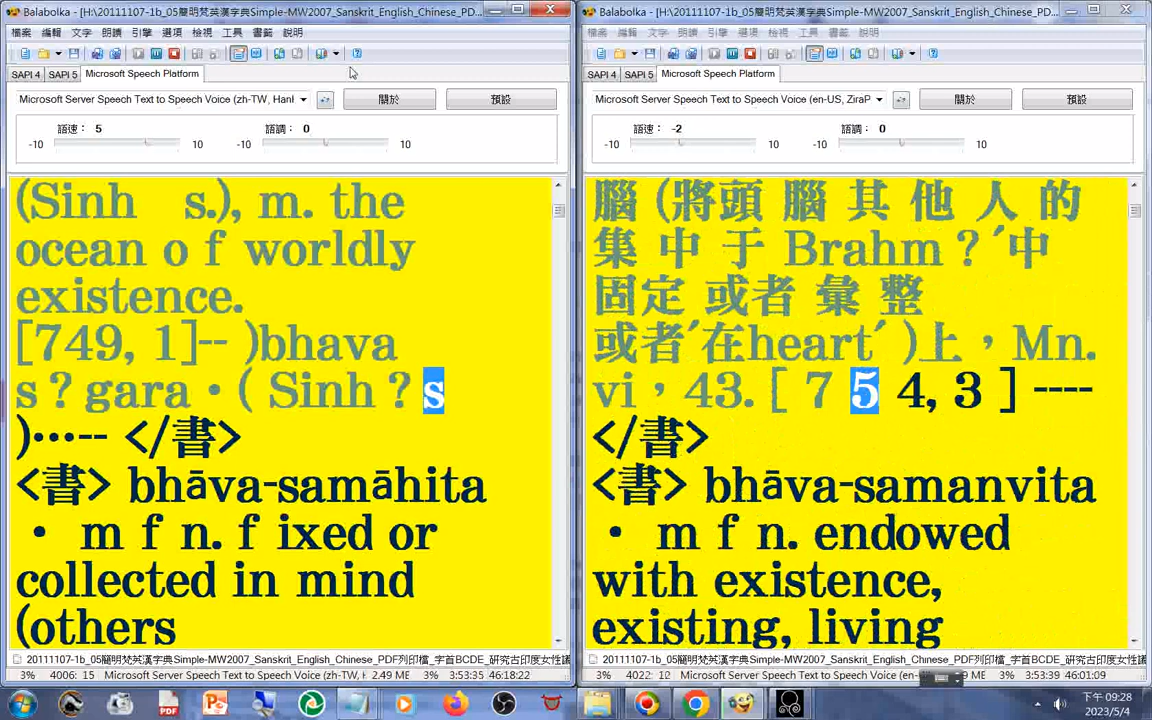 Balabolka - [H:\20111107-1b_05簡明梵英漢字典Simple-MW2007_Sanskrit_English_Chinese_PD...
檔案 編輯 文字 朗讀 引擎 選項 檢視 工具 書籤 說明
SAPI 4 SAPI 5 Microsoft Speech Platform
Microsoft Server Speech Text to Speech Voice (zh-TW, Hanl
關於 預設
語速： 5 語調： 0
-10 10 -10 10
(Sinh s.), m. the
ocean o f worldly
existence.
[749, 1]-- )bhava
s？gara・( Sinh？s
)…-- </書>
<書> bhāva-samāhita
・ m f n. f ixed or
collected in mind
(others
20111107-1b_05簡明梵英漢字典Simple-MW2007_Sanskrit_English_Chinese_PDF列印檔_字首BCDE_研究古印度女性議
3% 4006: 15 Microsoft Server Speech Text to Speech Voice (zh-TW, H 2.49 ME 3% 3:53:35 46:18:22
Balabolka - [H:\20111107-1b_05簡明梵英漢字典Simple-MW2007_Sanskrit_English_Chinese_PD...
檔案 編輯 文字 朗讀 引擎 選項 檢視 工具 書籤 說明
SAPI 4 SAPI 5 Microsoft Speech Platform
Microsoft Server Speech Text to Speech Voice (en-US, ZiraP
關於 預設
語速： -2 語調： 0
-10 10 -10 10
腦 (將頭 腦 其 他 人 的
集 中 于 Brahm？´中
固定 或者 彙 整
或者´在heart´ )上，Mn.
vi，43. [ 7 5 4, 3 ] ----
</書>
<書> bhāva-samanvita
・ m f n. endowed
with existence,
existing, living
20111107-1b_05簡明梵英漢字典Simple-MW2007_Sanskrit_English_Chinese_PDF列印檔_字首BCDE_研究古印度女性議
3% 4022: 12 Microsoft Server Speech Text to Speech Voice (en-US, Z ME 3% 3:53:39 46:01:09
下午 09:28
2023/5/4